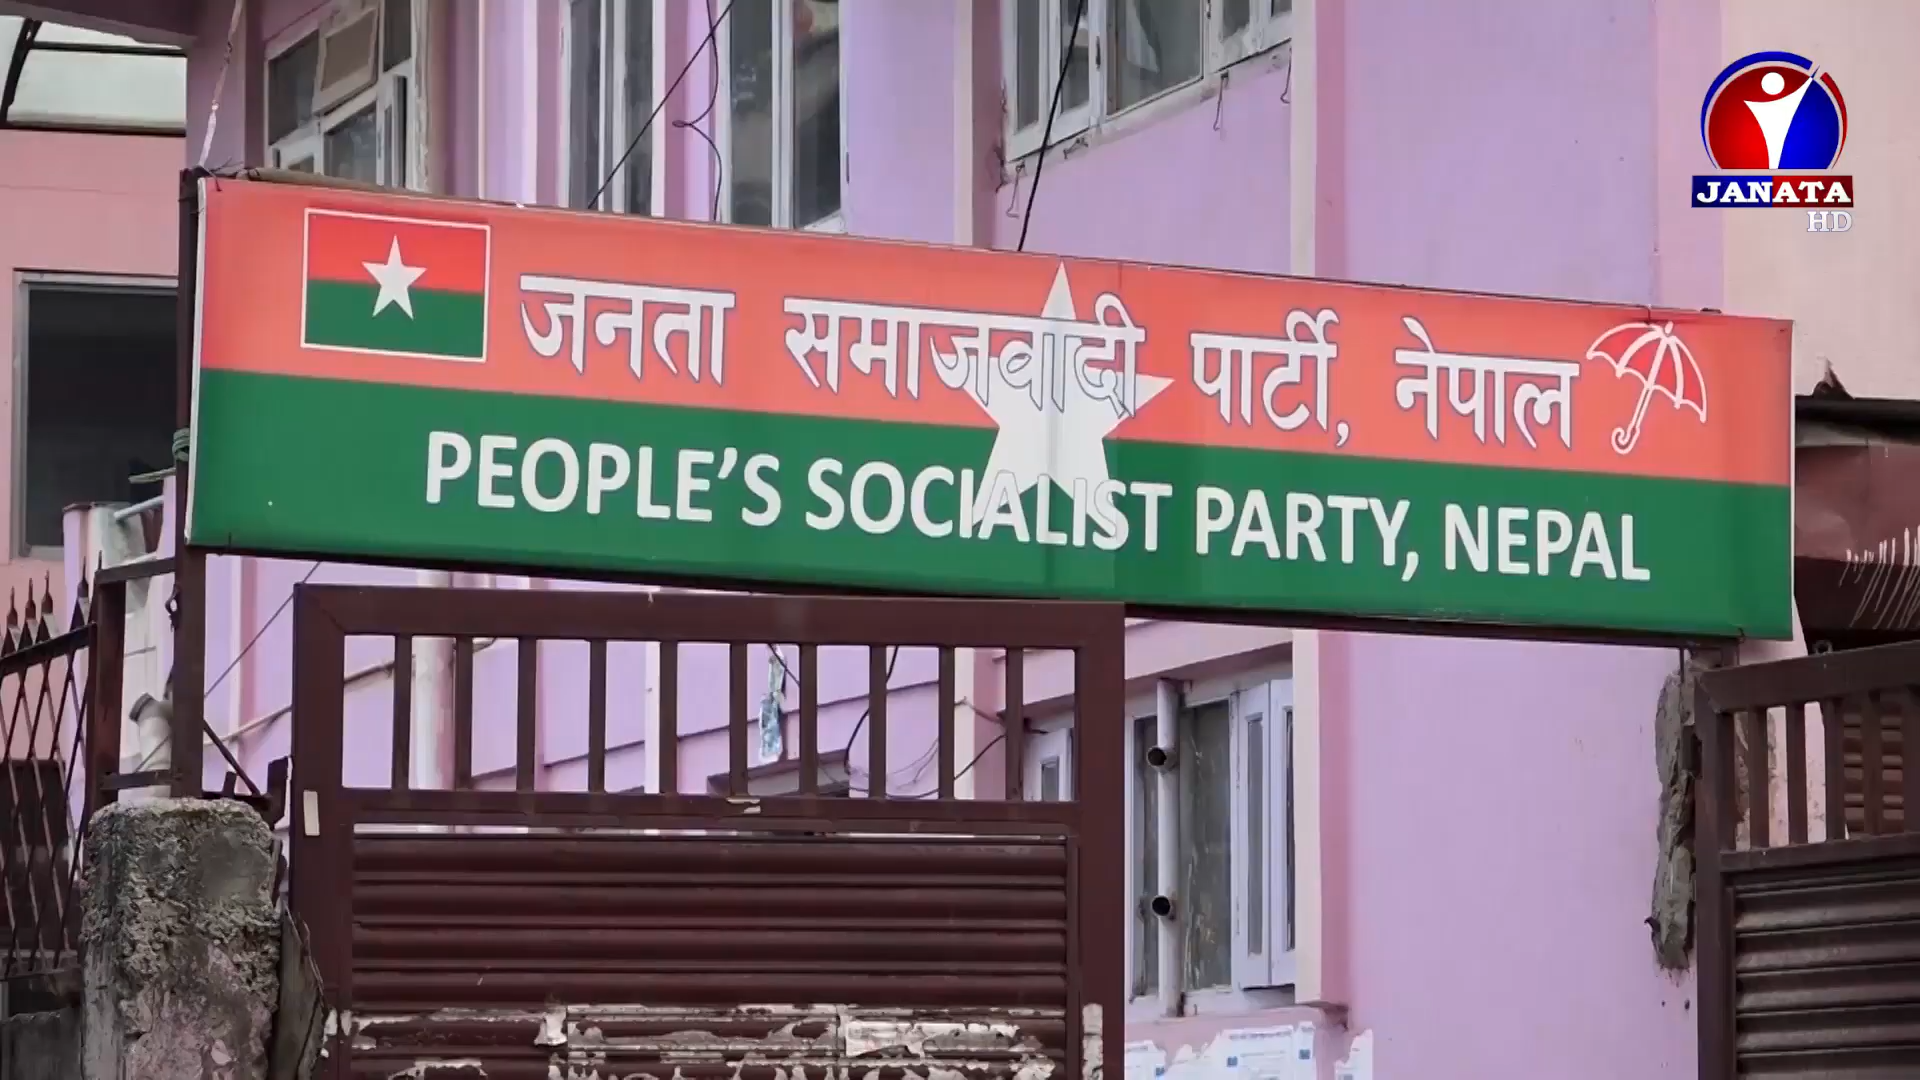 JANATA
HD
जनता समाजवादी पार्टी, नेपाल
PEOPLE'S SOCIALIST PARTY, NEPAL